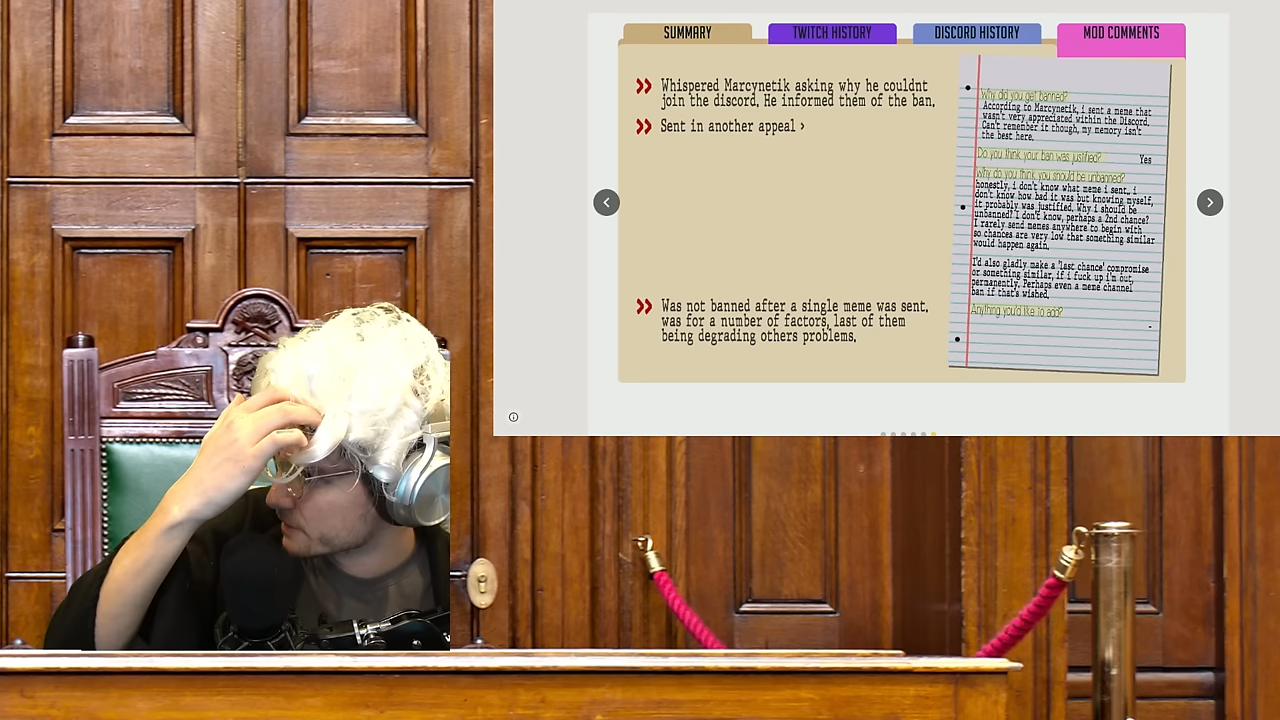 SUMMARY
TWITCH HISTORY
DISCORD HISTORY
MOD COMMENTS
Whispered Marcynetik asking why he couldnt
join the discord. He informed them of the ban.
Sent in another appeal >
Was not banned after a single meme was sent,
was for a number of factors, last of them
being degrading others problems.
Why did you get banned?
According to Marcynetik, i sent a meme that
wasn't very appreciated within the Discord.
Can't remember it though, my memory isn't
the best here.
Do you think your ban was justified?
Yes
Why do you think you should be unbanned?
honestly, i don't know what meme i sent., i
don't know how bad it was but knowing myself,
it probably was justified. Why i should be
unbanned? I don't know, perhaps a 2nd chance?
i rarely send memes anywhere to begin with
so chances are very low that something similar
would happen again.
I'd also gladly make a 'last chance' compromise
or something similar, if i fuck up i'm out,
permanently. Perhaps even a meme channel
ban if that's wished.
Anything you'd like to add?
-